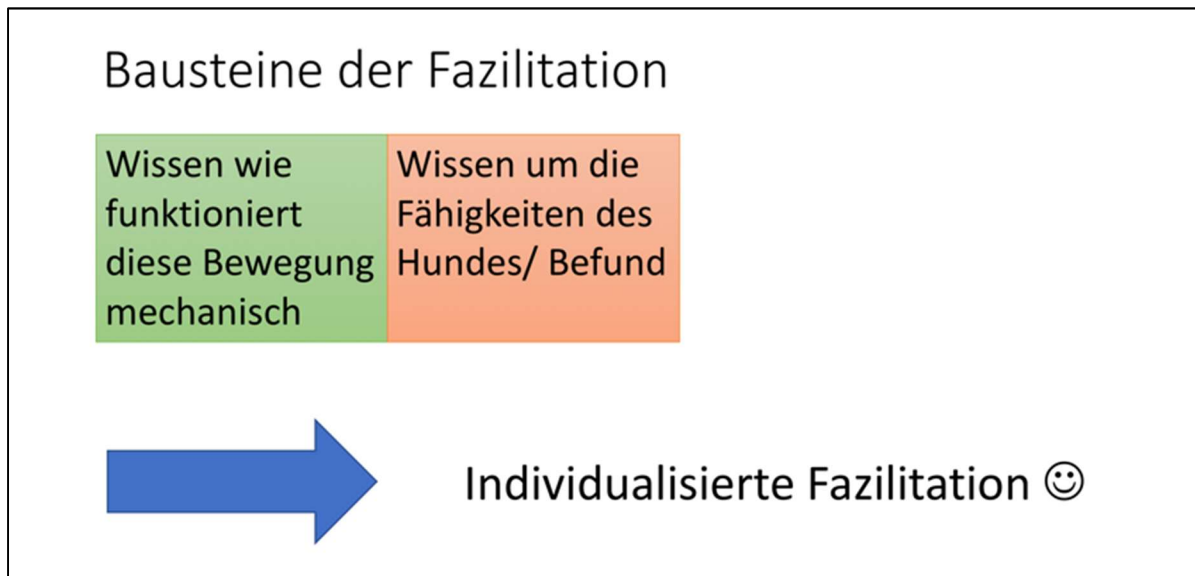 Bausteine der Fazilitation
Wissen wie
funktioniert
diese Bewegung
mechanisch
Wissen um die
Fähigkeiten des
Hundes/ Befund
Individualisierte Fazilitation ☺